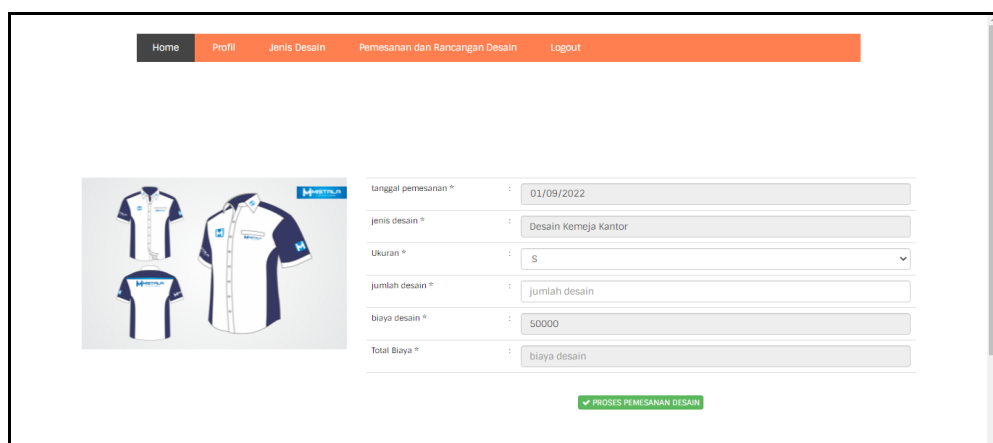 Home Profil Jenis Desain Pemesanan dan Rancangan Desain Logout
MISTALA
tanggal pemesanan * : 01/09/2022
jenis desain * : Desain Kemeja Kantor
Ukuran * : S
jumlah desain * : jumlah desain
biaya desain * : 50000
Total Biaya * : biaya desain
PROSES PEMESANAN DESAIN